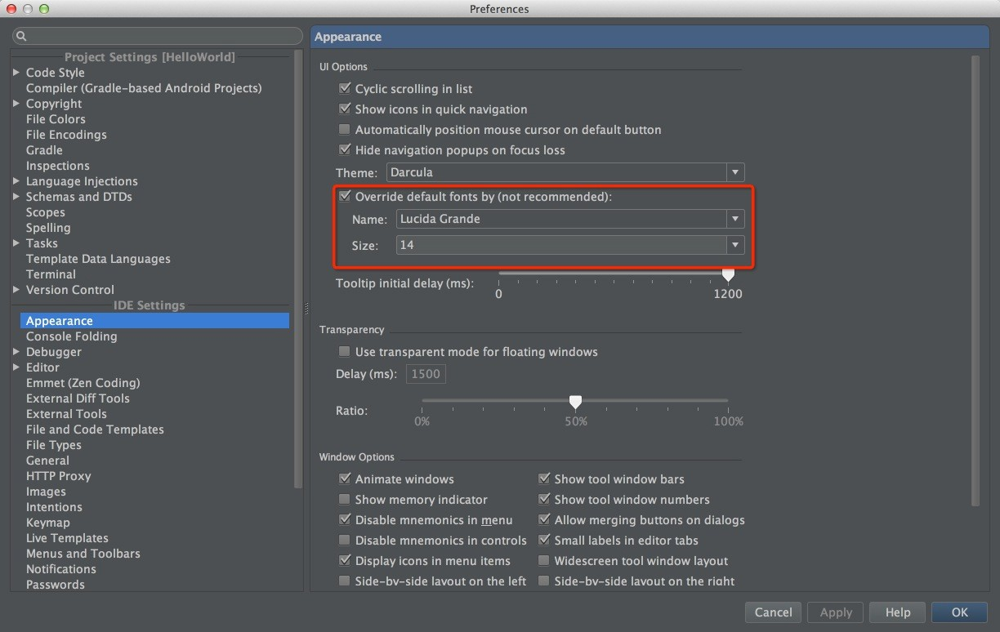 Preferences
Project Settings [HelloWorld]
Code Style
Compiler (Gradle-based Android Projects)
Copyright
File Colors
File Encodings
Gradle
Inspections
Language Injections
Schemas and DTDs
Scopes
Spelling
Tasks
Template Data Languages
Terminal
Version Control
IDE Settings
Appearance
Console Folding
Debugger
Editor
Emmet (Zen Coding)
External Diff Tools
External Tools
File and Code Templates
File Types
General
HTTP Proxy
Images
Intentions
Keymap
Live Templates
Menus and Toolbars
Notifications
Passwords
Appearance
UI Options
Cyclic scrolling in list
Show icons in quick navigation
Automatically position mouse cursor on default button
Hide navigation popups on focus loss
Theme: Darcula
Override default fonts by (not recommended):
Name: Lucida Grande
Size: 14
Tooltip initial delay (ms):
0 1200
Transparency
Use transparent mode for floating windows
Delay (ms): 1500
Ratio:
0% 50% 100%
Window Options
Animate windows Show tool window bars
Show memory indicator Show tool window numbers
Disable mnemonics in menu Allow merging buttons on dialogs
Disable mnemonics in controls Small labels in editor tabs
Display icons in menu items Widescreen tool window layout
Side-by-side layout on the left Side-by-side layout on the right
Cancel Apply Help OK